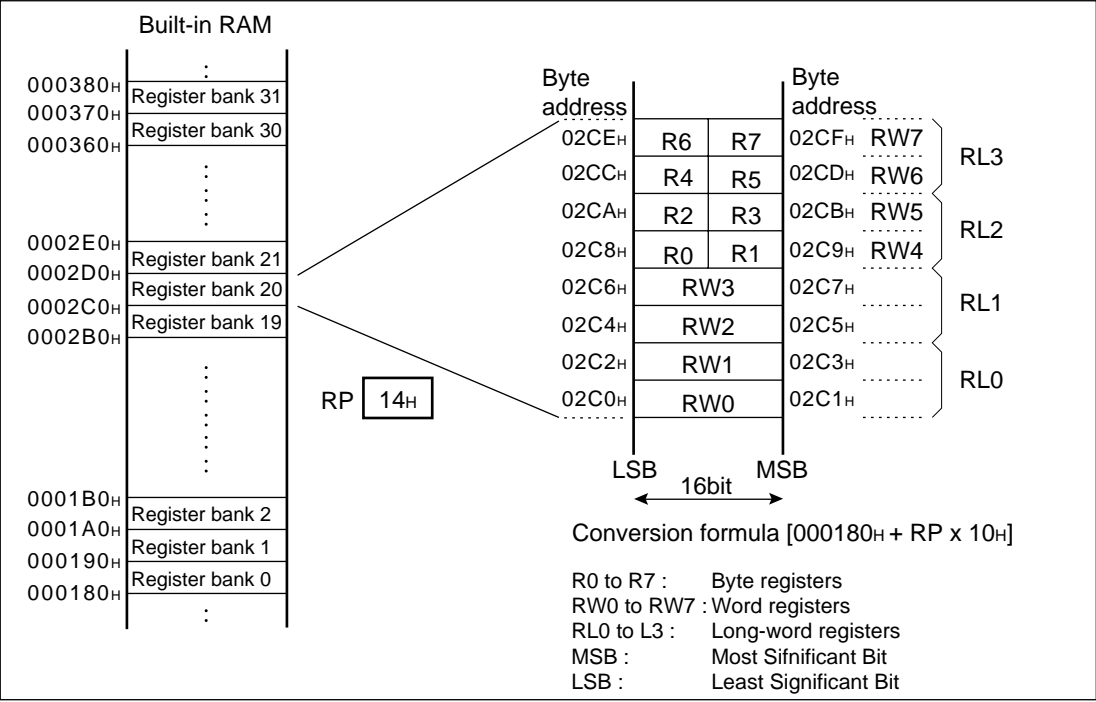 Built-in RAM
:
000380H
Register bank 31
000370H
Register bank 30
000360H
0002E0H
Register bank 21
0002D0H
Register bank 20
0002C0H
Register bank 19
0002B0H
RP 14H
0001B0H
Register bank 2
0001A0H
Register bank 1
000190H
Register bank 0
000180H
:
Byte address
Byte address
02CEH R6 R7 02CFH RW7
02CCH R4 R5 02CDH RW6
RL3
02CAH R2 R3 02CBH RW5
02C8H R0 R1 02C9H RW4
RL2
02C6H RW3 02C7H
02C4H RW2 02C5H
RL1
02C2H RW1 02C3H
02C0H RW0 02C1H
RL0
LSB MSB
16bit
Conversion formula [000180H + RP x 10H]
R0 to R7 : Byte registers
RW0 to RW7 : Word registers
RL0 to L3 : Long-word registers
MSB : Most Sifnificant Bit
LSB : Least Significant Bit